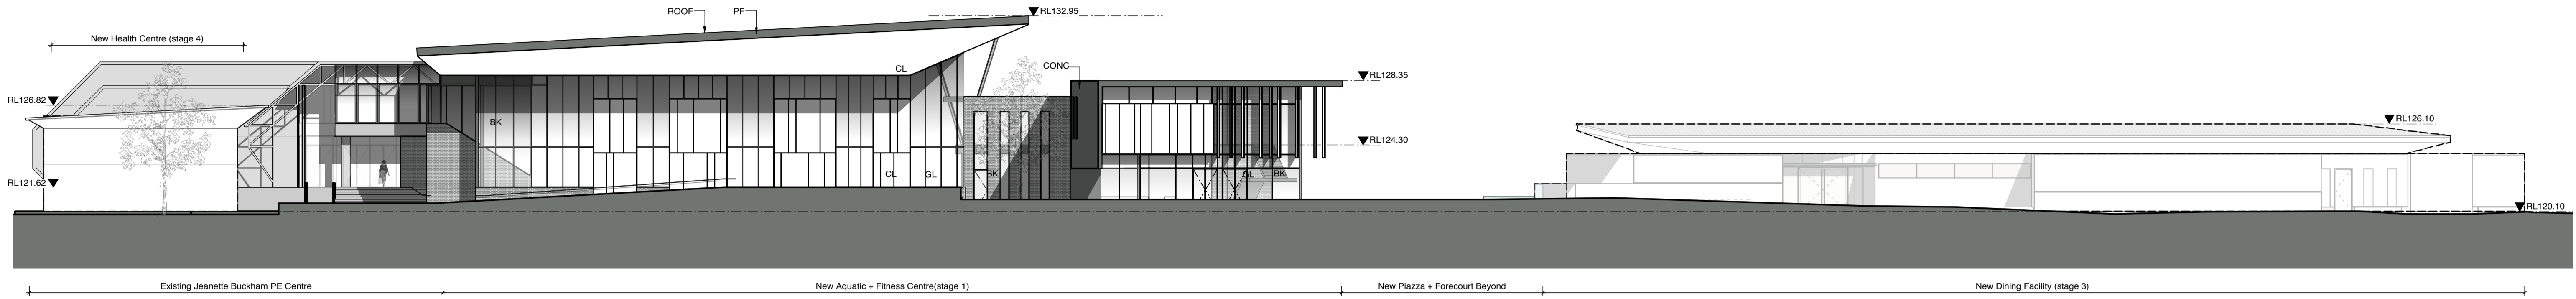 ROOF
PF
RL132.95
New Health Centre (stage 4)
CL
CONC
RL128.35
RL126.82
BK
RL126.10
RL124.30
CL
GL
BK
GL
BK
RL121.62
RL120.10
Existing Jeanette Buckham PE Centre
New Aquatic + Fitness Centre(stage 1)
New Piazza + Forecourt Beyond
New Dining Facility (stage 3)